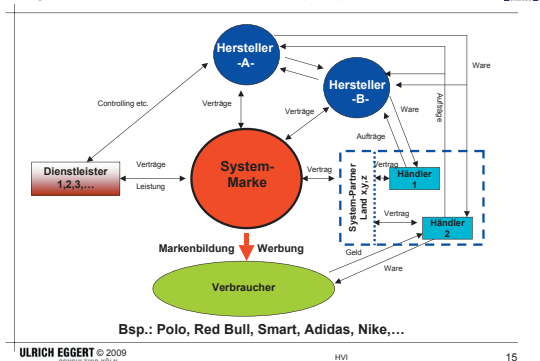 Hersteller
-A-
Hersteller
-B-
Ware
Controlling etc.
Verträge
Verträge
Ware
Aufträge
Aufträge
Dienstleister
1,2,3,…
Verträge
Leistung
System-
Marke
Vertrag
System-Partner
Land x,y,z
Vertrag
Händler
1
Vertrag
Händler
2
Markenbildung
Werbung
Geld
Ware
Verbraucher
Bsp.: Polo, Red Bull, Smart, Adidas, Nike,…
ULRICH EGGERT © 2009
HVI
15